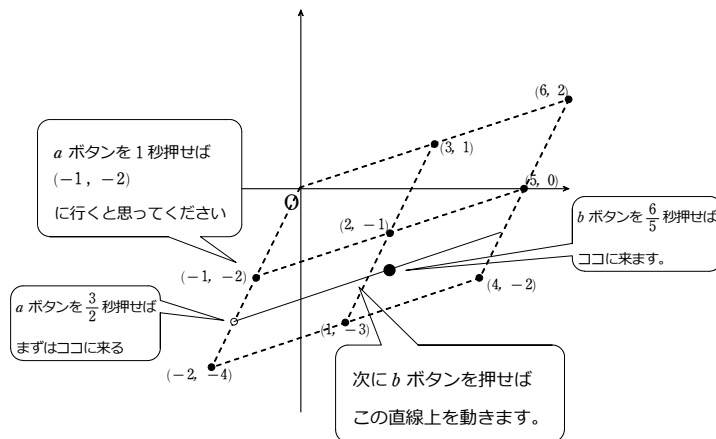 (6, 2)
a ボタンを 1 秒押せば
(−1, −2)
に行くと思ってください
(3, 1)
O
(5, 0)
(2, −1)
b ボタンを 6/5 秒押せば
ココに来ます。
(−1, −2)
(4, −2)
a ボタンを 3/2 秒押せば
まずはココに来る
(1, −3)
(−2, −4)
次に b ボタンを押せば
この直線上を動きます。